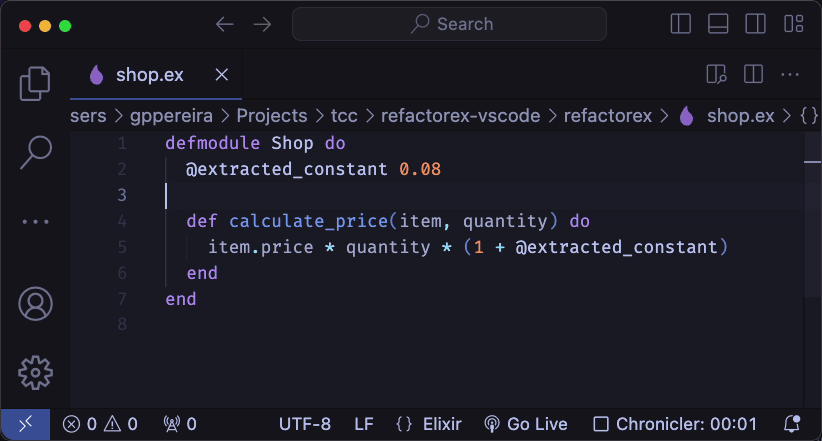 Search
shop.ex
sers > gppereira > Projects > tcc > refactorex-vscode > refactorex > shop.ex > {}
1 defmodule Shop do
2 @extracted_constant 0.08
3
4 def calculate_price(item, quantity) do
5 item.price * quantity * (1 + @extracted_constant)
6 end
7 end
8
0 0 0 UTF-8 LF {} Elixir Go Live Chronicler: 00:01